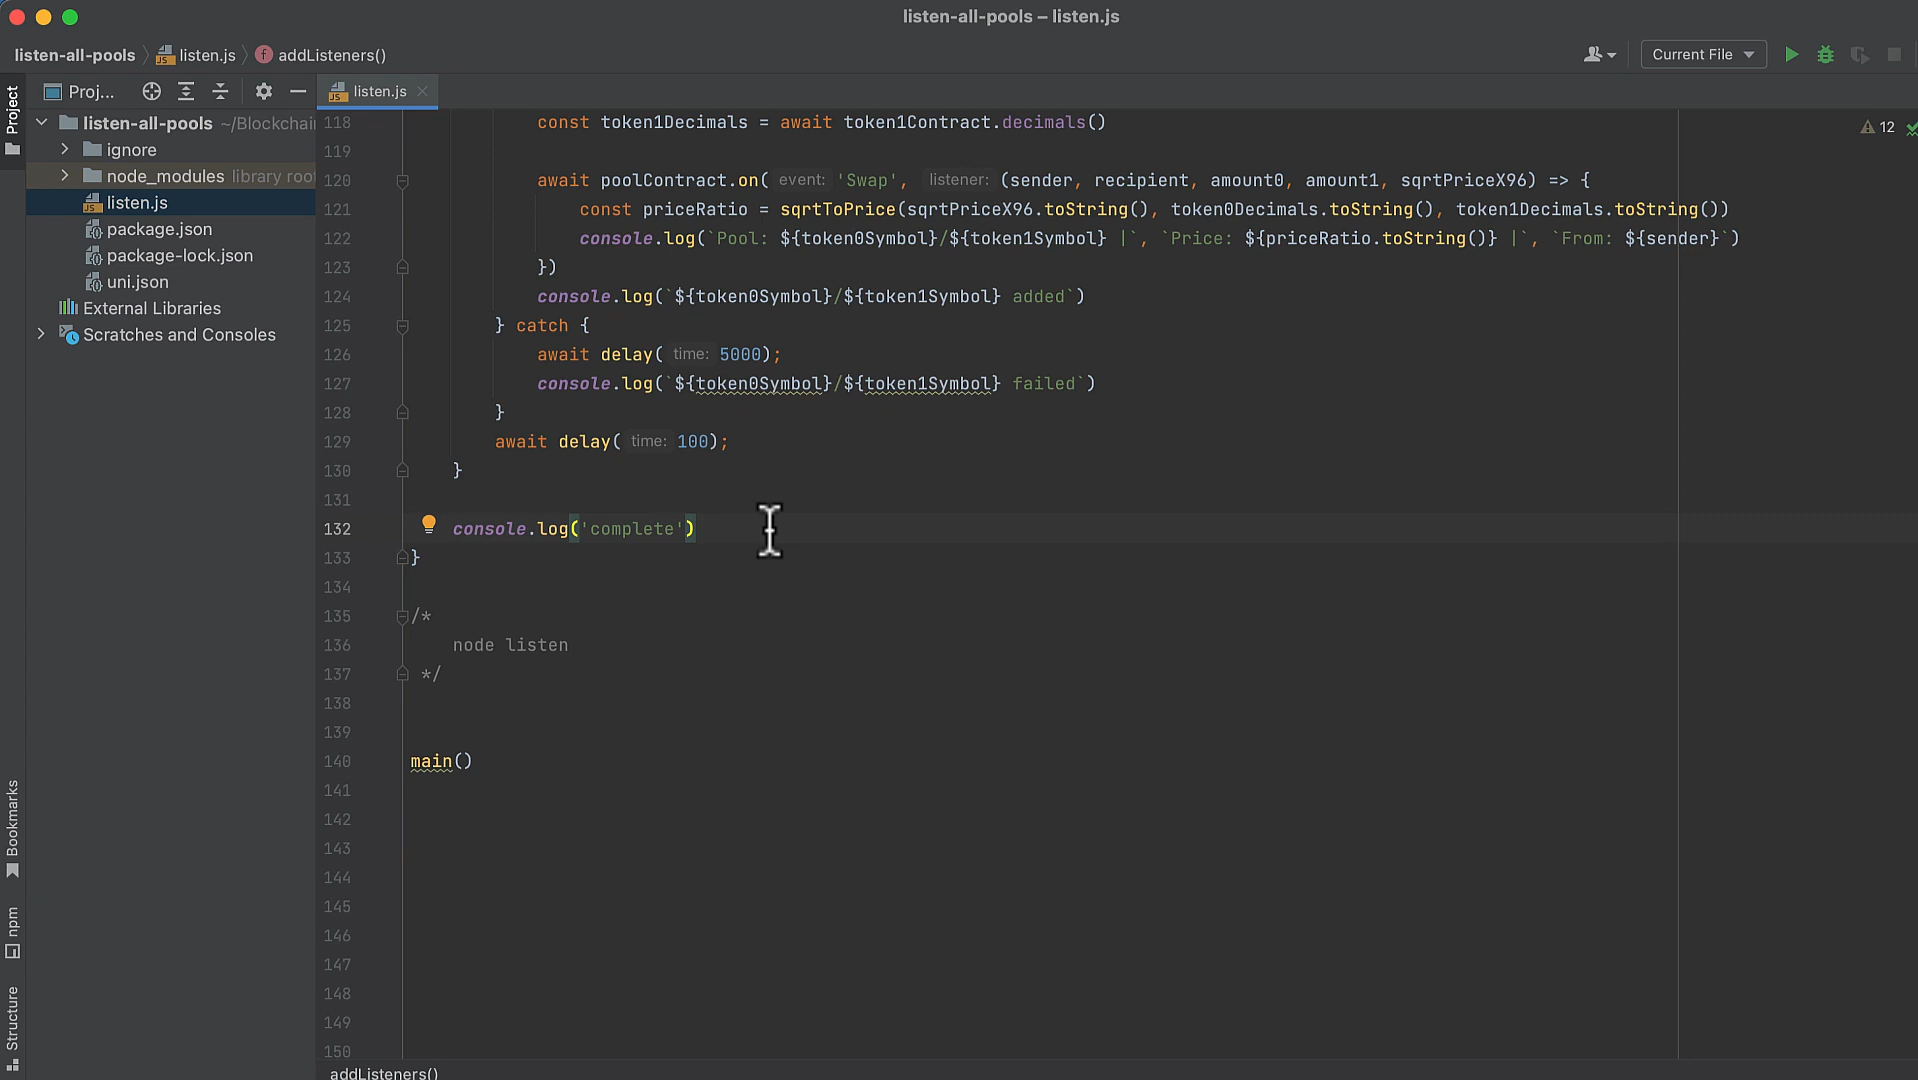 listen-all-pools – listen.js
listen-all-pools
listen.js
addListeners()
Current File
Project
Proj...
listen.js
listen-all-pools ~/Blockchai
ignore
node_modules library root
listen.js
package.json
package-lock.json
uni.json
External Libraries
Scratches and Consoles
12
118 const token1Decimals = await token1Contract.decimals()
119
120 await poolContract.on( event: 'Swap', listener: (sender, recipient, amount0, amount1, sqrtPriceX96) => {
121 const priceRatio = sqrtToPrice(sqrtPriceX96.toString(), token0Decimals.toString(), token1Decimals.toString())
122 console.log(`Pool: ${token0Symbol}/${token1Symbol} |`, `Price: ${priceRatio.toString()} |`, `From: ${sender}`)
123 })
124 console.log(`${token0Symbol}/${token1Symbol} added`)
125 } catch {
126 await delay( time: 5000);
127 console.log(`${token0Symbol}/${token1Symbol} failed`)
128 }
129 await delay( time: 100);
130 }
131
132 console.log('complete')
133 }
134
135 /*
136 node listen
137 */
138
139
140 main()
141
142
143
144
145
146
147
148
149
150
Bookmarks
npm
Structure
addListeners()